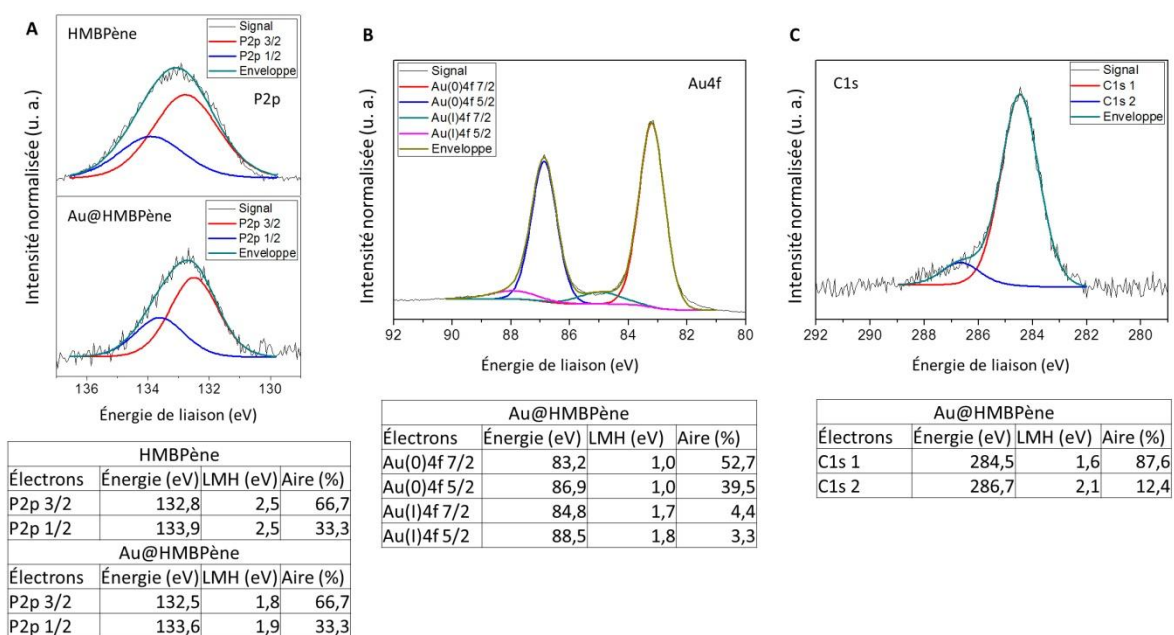 A
HMBPène
Signal
P2p 3/2
P2p 1/2
Enveloppe
P2p
Au@HMBPène
Signal
P2p 3/2
P2p 1/2
Enveloppe
Intensité normalisée (u. a.)
136 134 132 130
Énergie de liaison (eV)
B
Signal
Au(0)4f 7/2
Au(0)4f 5/2
Au(I)4f 7/2
Au(I)4f 5/2
Enveloppe
Au4f
Intensité normalisée (u. a.)
92 90 88 86 84 82 80
Énergie de liaison (eV)
C
C1s
Signal
C1s 1
C1s 2
Enveloppe
Intensité normalisée (u. a.)
292 290 288 286 284 282 280
Énergie de liaison (eV)
HMBPène
Électrons Énergie (eV) LMH (eV) Aire (%)
P2p 3/2 132,8 2,5 66,7
P2p 1/2 133,9 2,5 33,3
Au@HMBPène
Électrons Énergie (eV) LMH (eV) Aire (%)
P2p 3/2 132,5 1,8 66,7
P2p 1/2 133,6 1,9 33,3
Au@HMBPène
Électrons Énergie (eV) LMH (eV) Aire (%)
Au(0)4f 7/2 83,2 1,0 52,7
Au(0)4f 5/2 86,9 1,0 39,5
Au(I)4f 7/2 84,8 1,7 4,4
Au(I)4f 5/2 88,5 1,8 3,3
Au@HMBPène
Électrons Énergie (eV) LMH (eV) Aire (%)
C1s 1 284,5 1,6 87,6
C1s 2 286,7 2,1 12,4